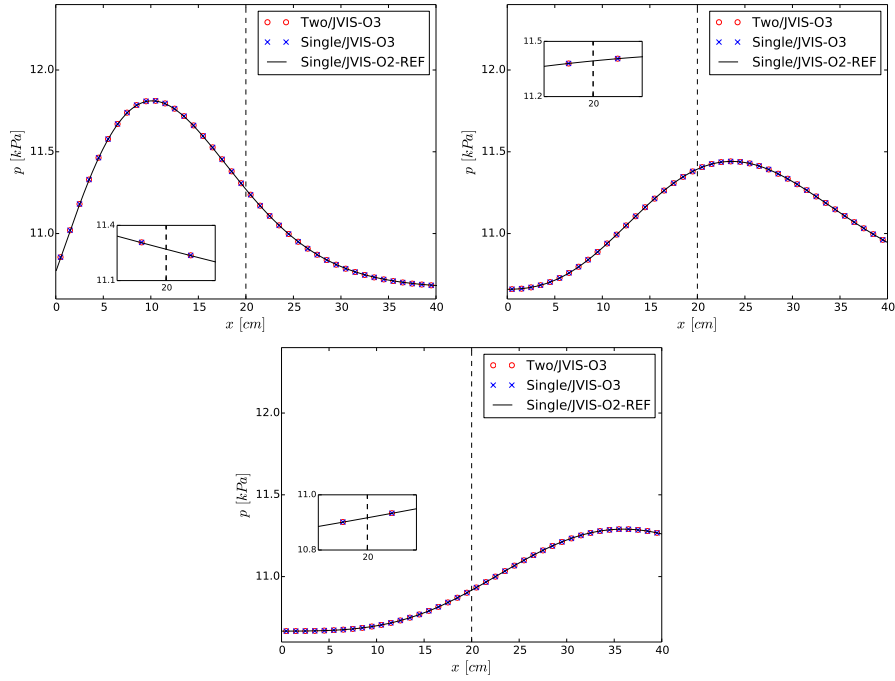 Two/JVIS-O3
Single/JVIS-O3
Single/JVIS-O2-REF
12.0
11.5
11.0
p [kPa]
11.4
11.1
20
0 5 10 15 20 25 30 35 40
x [cm]
Two/JVIS-O3
Single/JVIS-O3
Single/JVIS-O2-REF
12.0
11.5
11.0
p [kPa]
11.5
11.2
20
0 5 10 15 20 25 30 35 40
x [cm]
Two/JVIS-O3
Single/JVIS-O3
Single/JVIS-O2-REF
12.0
11.5
11.0
p [kPa]
11.0
10.8
20
0 5 10 15 20 25 30 35 40
x [cm]